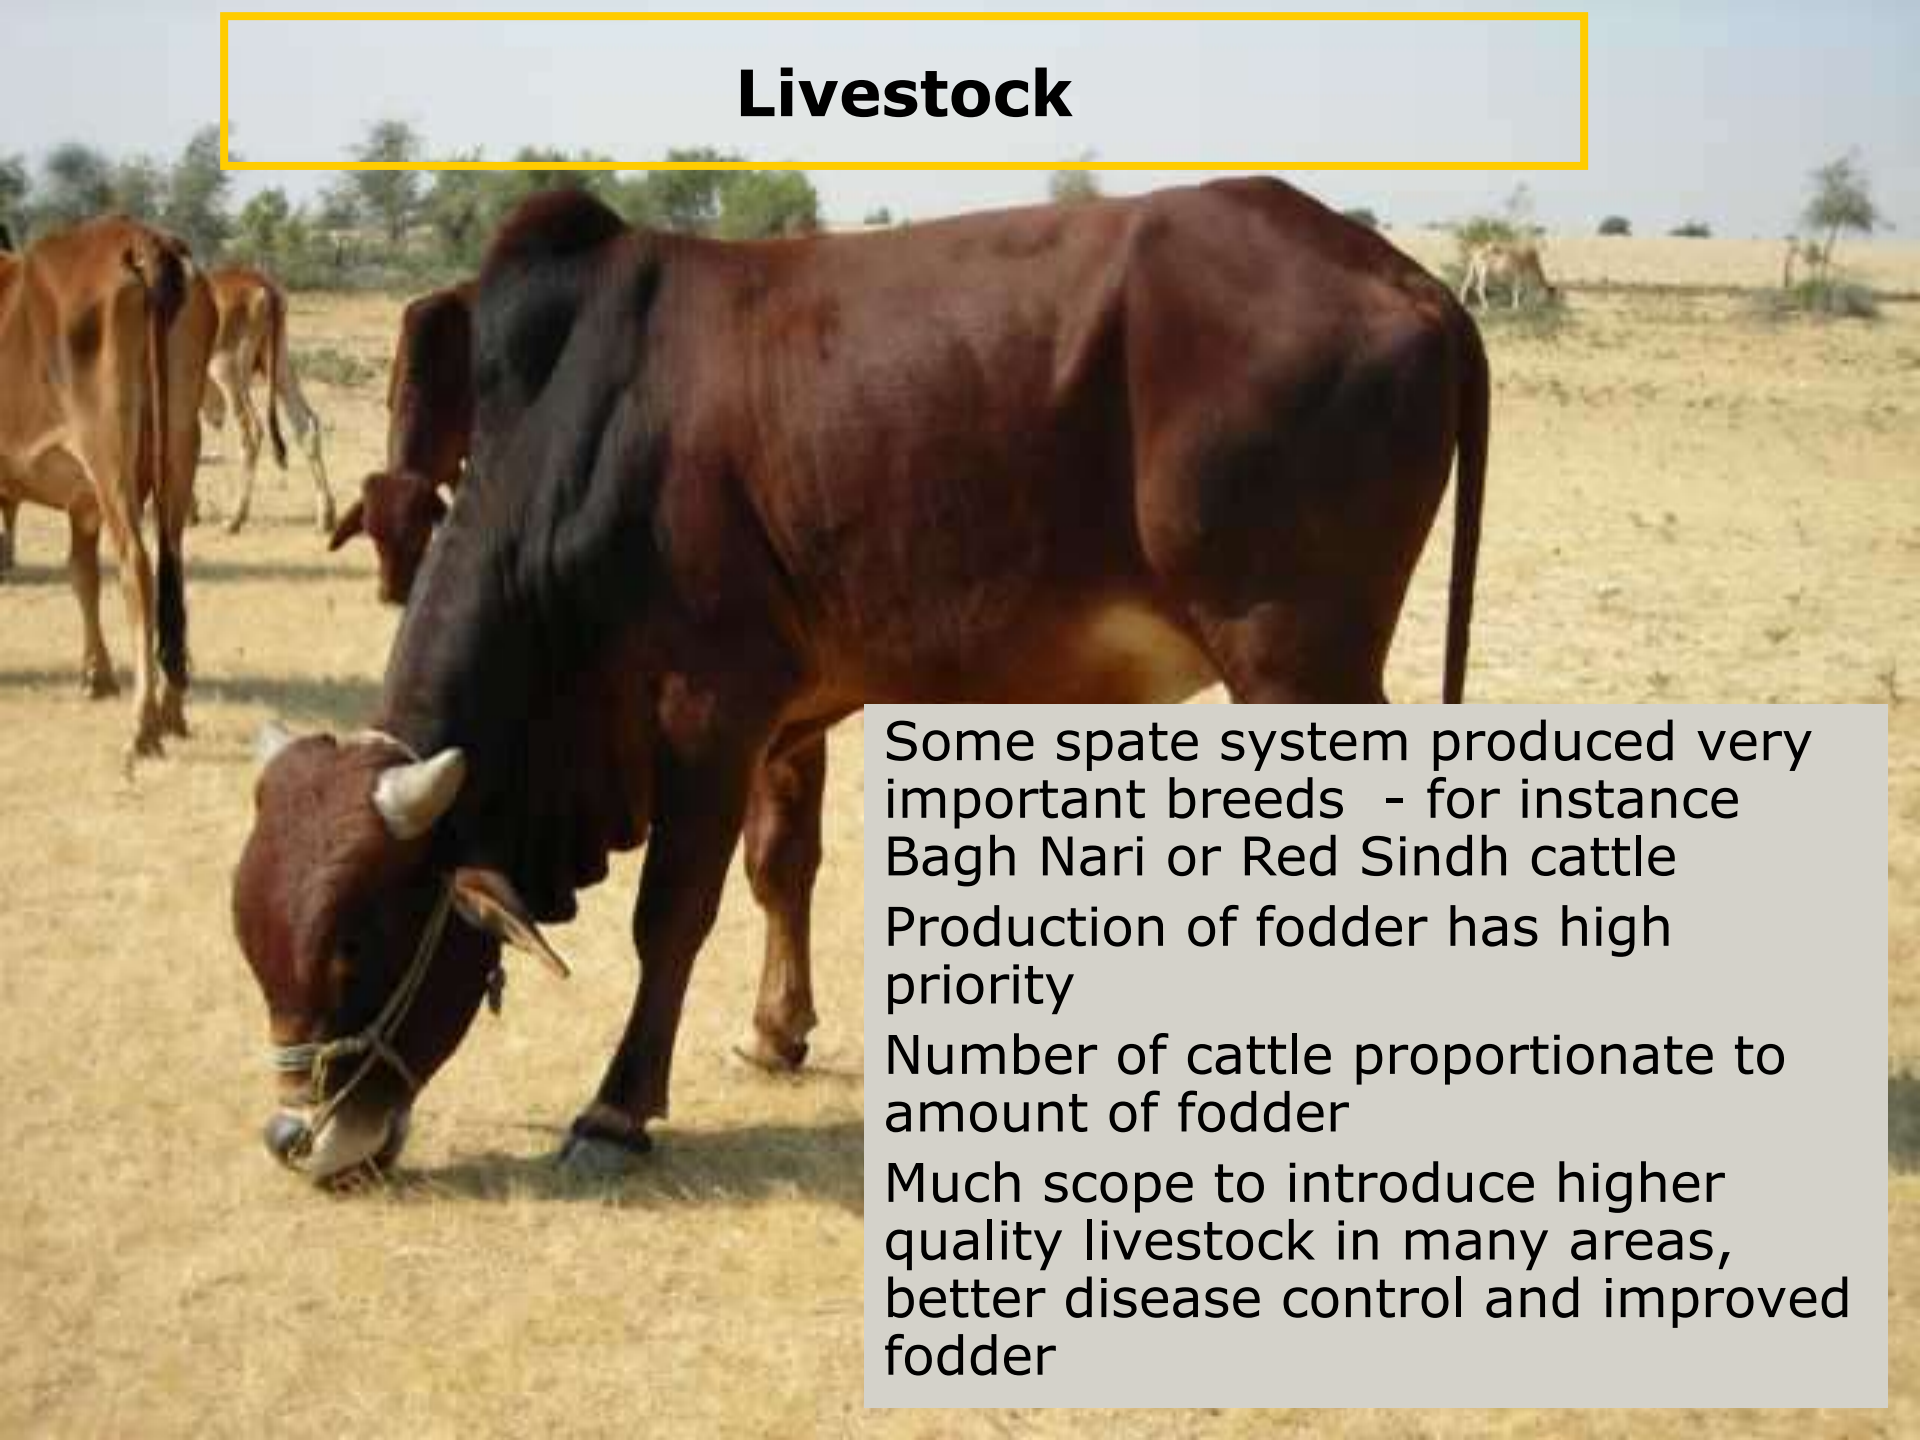 Livestock
Some spate system produced very
important breeds  - for instance
Bagh Nari or Red Sindh cattle
Production of fodder has high
priority
Number of cattle proportionate to
amount of fodder
Much scope to introduce higher
quality livestock in many areas,
better disease control and improved
fodder